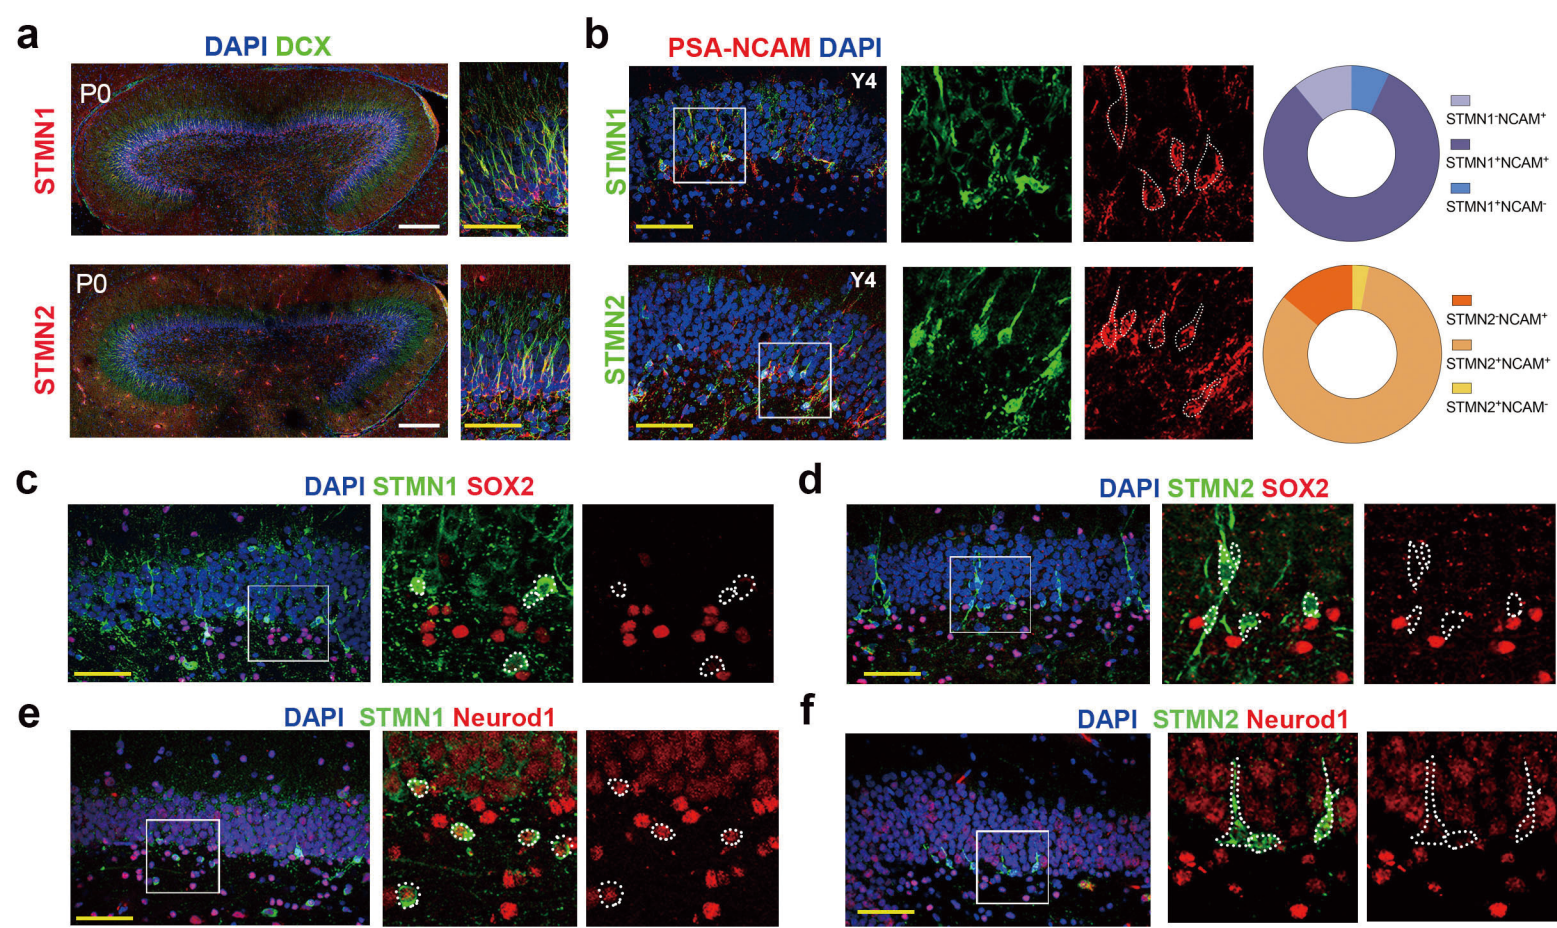 a
DAPI DCX
P0
STMN1
P0
STMN2
b
PSA-NCAM DAPI
Y4
STMN1
STMN1⁻NCAM⁺
STMN1⁺NCAM⁺
STMN1⁺NCAM⁻
Y4
STMN2
STMN2⁻NCAM⁺
STMN2⁺NCAM⁺
STMN2⁺NCAM⁻
c
DAPI STMN1 SOX2
d
DAPI STMN2 SOX2
e
DAPI STMN1 Neurod1
f
DAPI STMN2 Neurod1